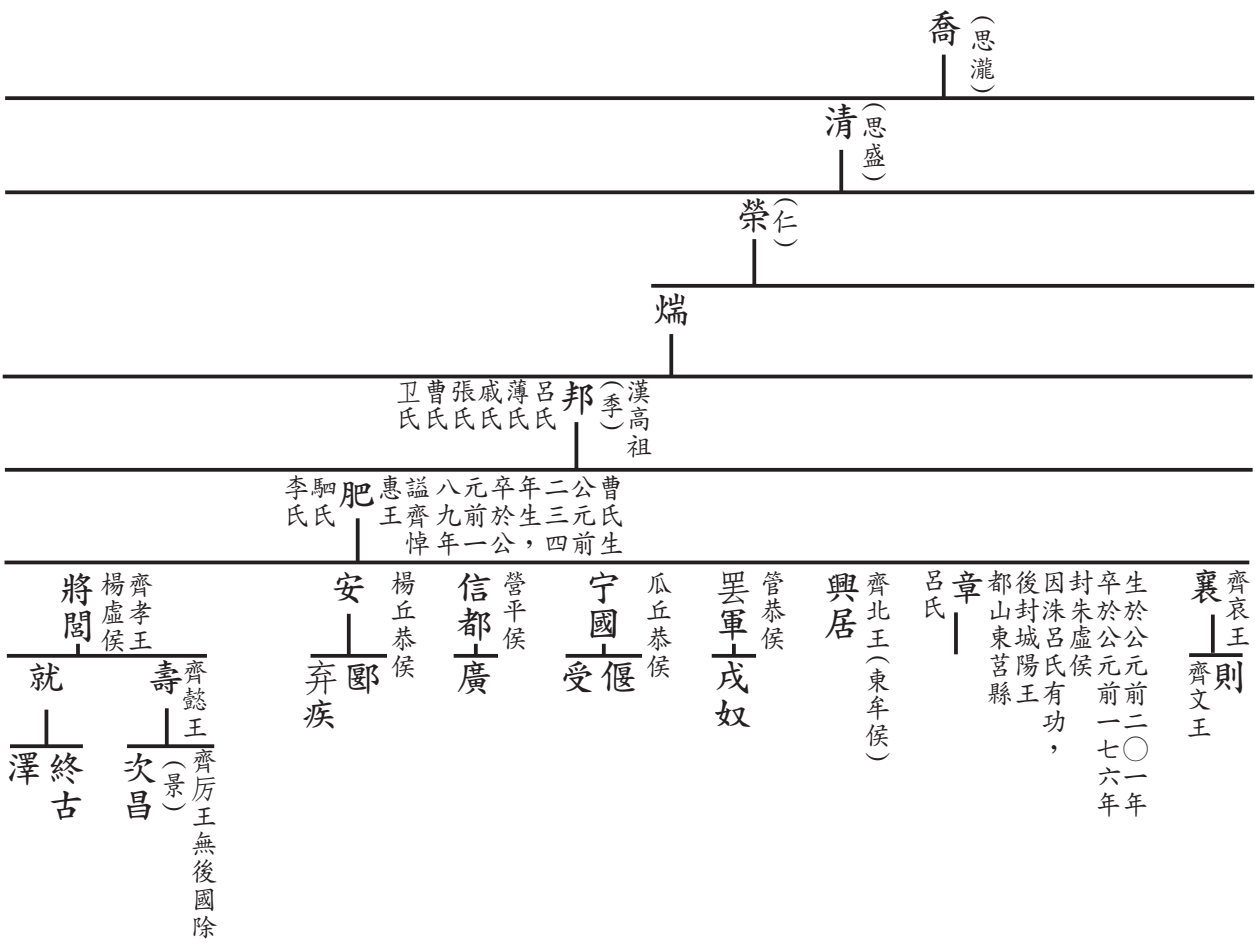 喬
(思瀧)
清
(思盛)
榮
(仁)
煓
漢高祖
(季)
邦
呂氏
薄氏
戚氏
張氏
曹氏
卫氏
曹氏生
公元前
二三四
年生，
卒於公
元前一
八九年
謚齊悼
惠王
肥
駟氏
李氏
齊哀王
襄
則
齊文王
生於公元前二〇一年
卒於公元前一七六年
封朱虛侯
因洙呂氏有功，
後封城陽王
都山東莒縣
章
呂氏
齊北王(東牟侯)
興居
管恭侯
罢軍
戌奴
瓜丘恭侯
宁國
偃
受
營平侯
信都
廣
楊丘恭侯
安
郾
弃疾
齊孝王
楊虛侯
將閭
齊懿王
壽
就
齊厉王無後國除
(景)
次昌
終古
澤